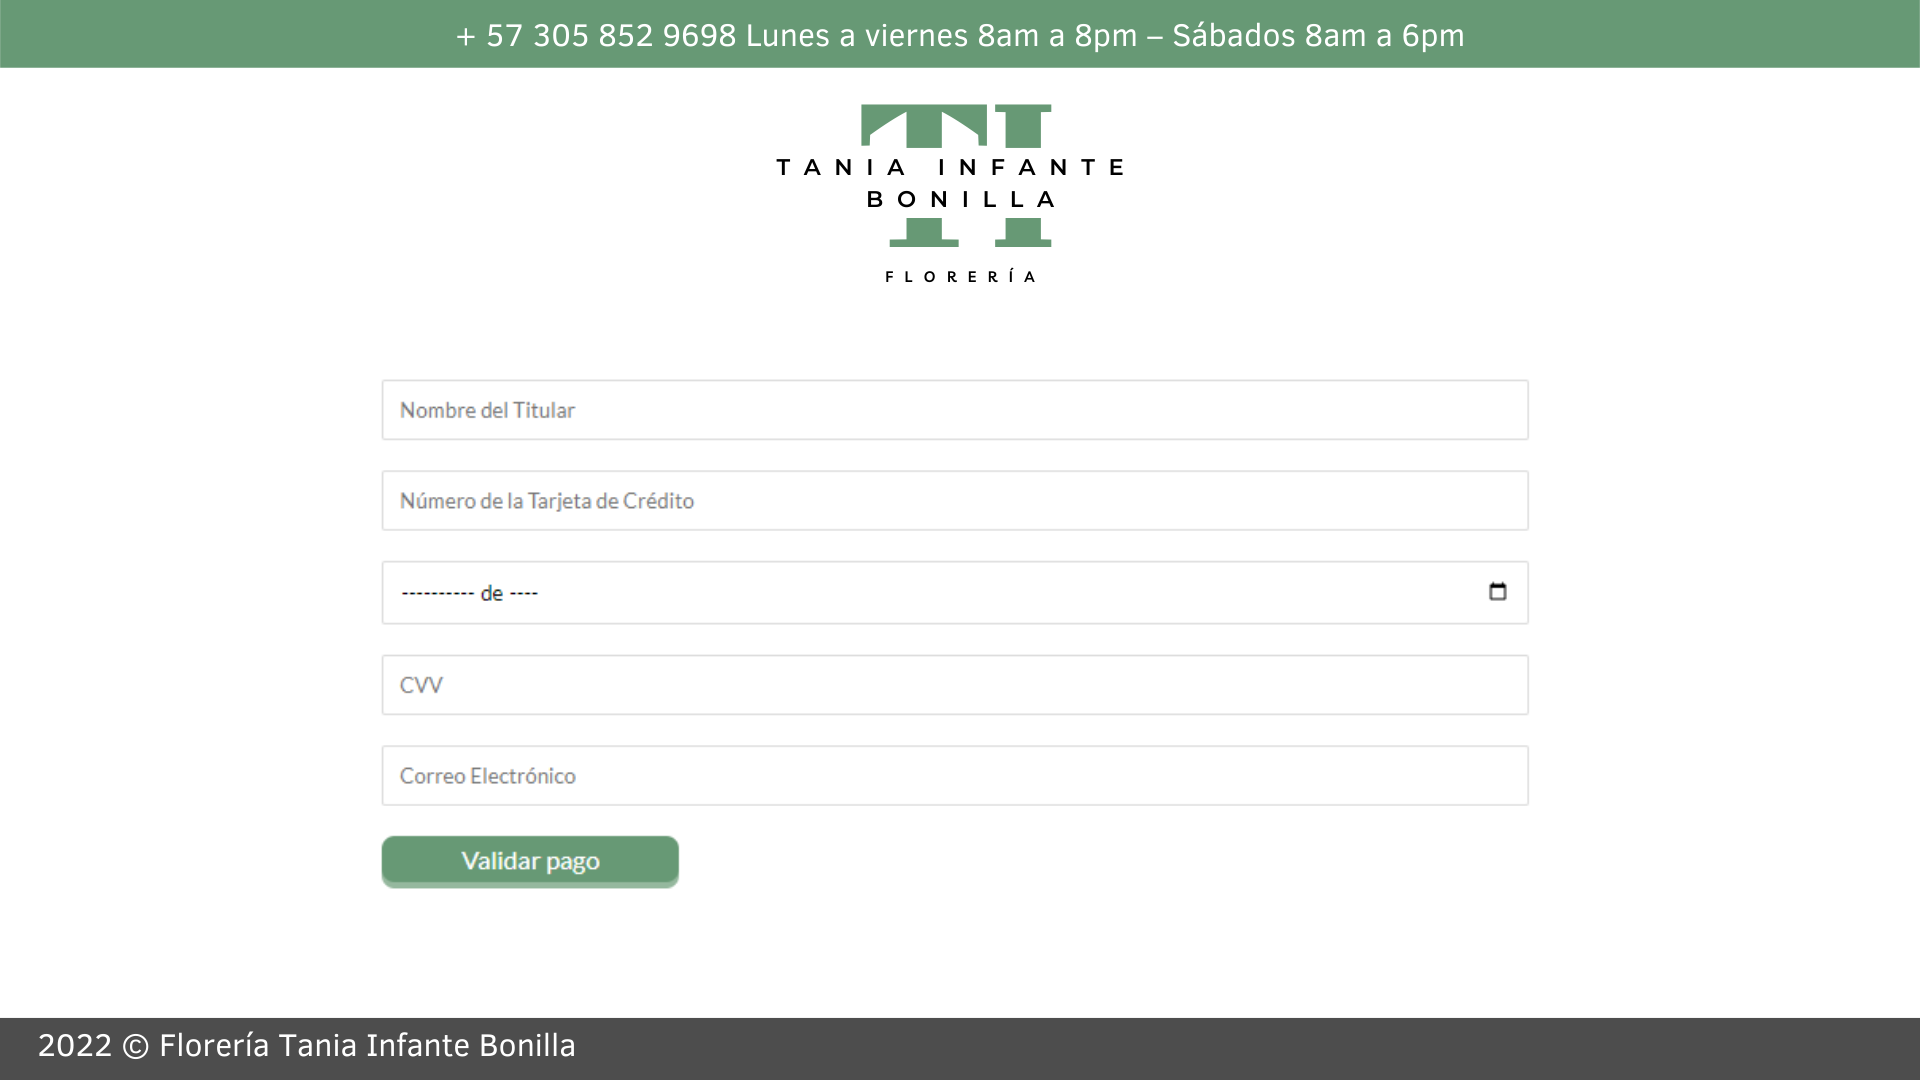 + 57 305 852 9698 Lunes a viernes 8am a 8pm – Sábados 8am a 6pm
TI
TANIA INFANTE
BONILLA
FLORERÍA
Nombre del Titular
Número de la Tarjeta de Crédito
---------- de ----
CVV
Correo Electrónico
Validar pago
2022 © Florería Tania Infante Bonilla